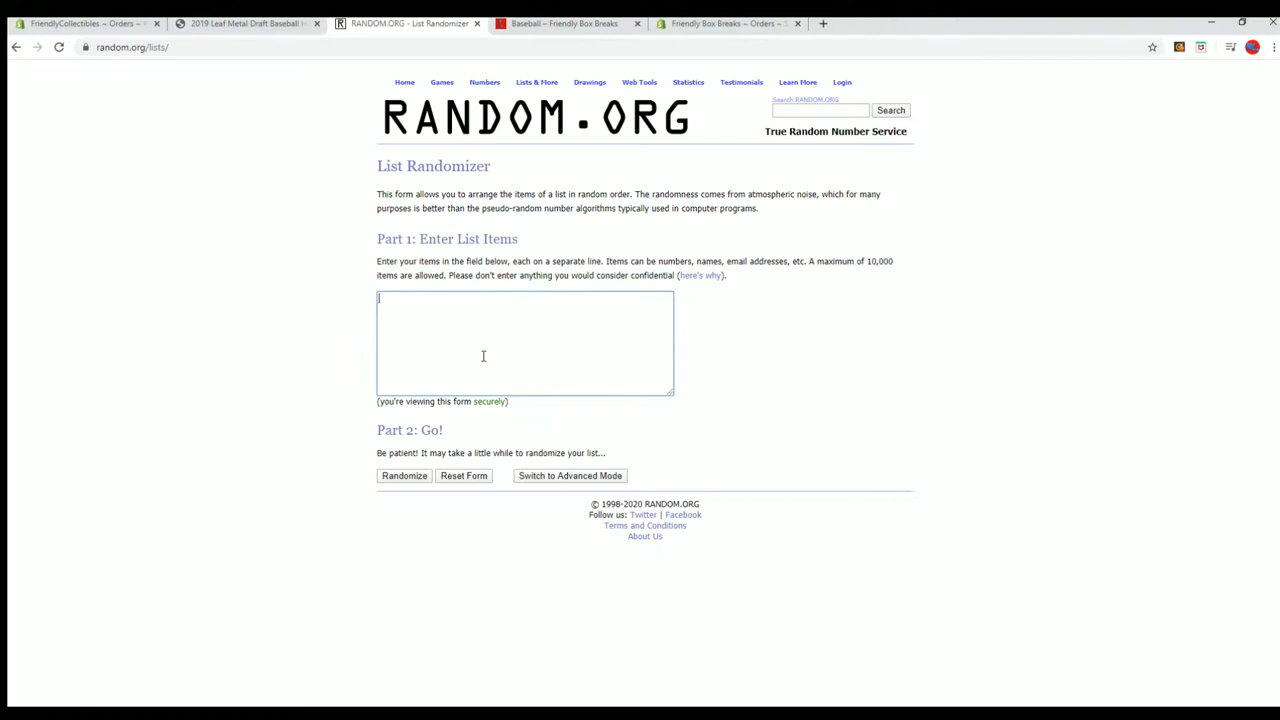 FriendlyCollectibles ~ Orders ~
2019 Leaf Metal Draft Baseball H
RANDOM.ORG - List Randomizer
Baseball – Friendly Box Breaks
Friendly Box Breaks ~ Orders ~
random.org/lists/
Home Games Numbers Lists & More Drawings Web Tools Statistics Testimonials Learn More Login
RANDOM.ORG
Search RANDOM.ORG
Search
True Random Number Service
List Randomizer
This form allows you to arrange the items of a list in random order. The randomness comes from atmospheric noise, which for many
purposes is better than the pseudo-random number algorithms typically used in computer programs.
Part 1: Enter List Items
Enter your items in the field below, each on a separate line. Items can be numbers, names, email addresses, etc. A maximum of 10,000
items are allowed. Please don't enter anything you would consider confidential (here's why).
(you're viewing this form securely)
Part 2: Go!
Be patient! It may take a little while to randomize your list...
Randomize Reset Form Switch to Advanced Mode
© 1998-2020 RANDOM.ORG
Follow us: Twitter | Facebook
Terms and Conditions
About Us